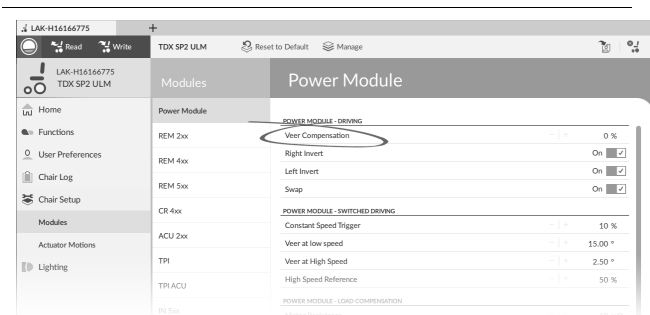 LAK-H16166775 +
Read Write TDX SP2 ULM Reset to Default Manage
LAK-H16166775
TDX SP2 ULM
Modules
Power Module
Home
Functions
User Preferences
Chair Log
Chair Setup
Modules
Actuator Motions
Lighting
Power Module
REM 2xx
REM 4xx
REM 5xx
CR 4xx
ACU 2xx
TPI
TPI ACU
IN 5xx
POWER MODULE - DRIVING
Veer Compensation - + 0 %
Right Invert On
Left Invert On
Swap On
POWER MODULE - SWITCHED DRIVING
Constant Speed Trigger - + 10 %
Veer at low speed - + 15.00 °
Veer at High Speed - + 2.50 °
High Speed Reference - + 50 %
POWER MODULE - LOAD COMPENSATION